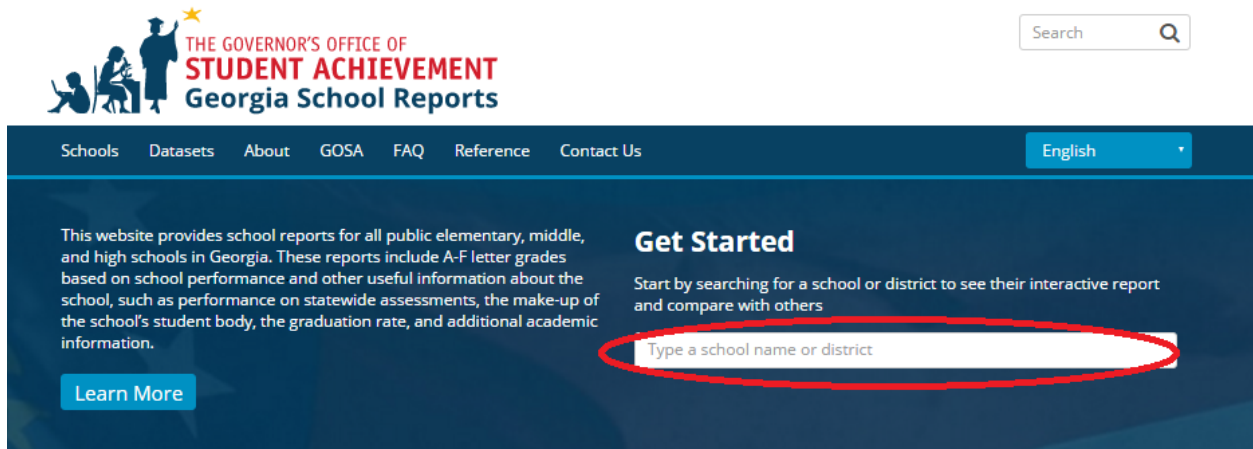 THE GOVERNOR'S OFFICE OF
STUDENT ACHIEVEMENT
Georgia School Reports
Search
Schools Datasets About GOSA FAQ Reference Contact Us
English
This website provides school reports for all public elementary, middle,
and high schools in Georgia. These reports include A-F letter grades
based on school performance and other useful information about the
school, such as performance on statewide assessments, the make-up of
the school's student body, the graduation rate, and additional academic
information.
Learn More
Get Started
Start by searching for a school or district to see their interactive report
and compare with others
Type a school name or district